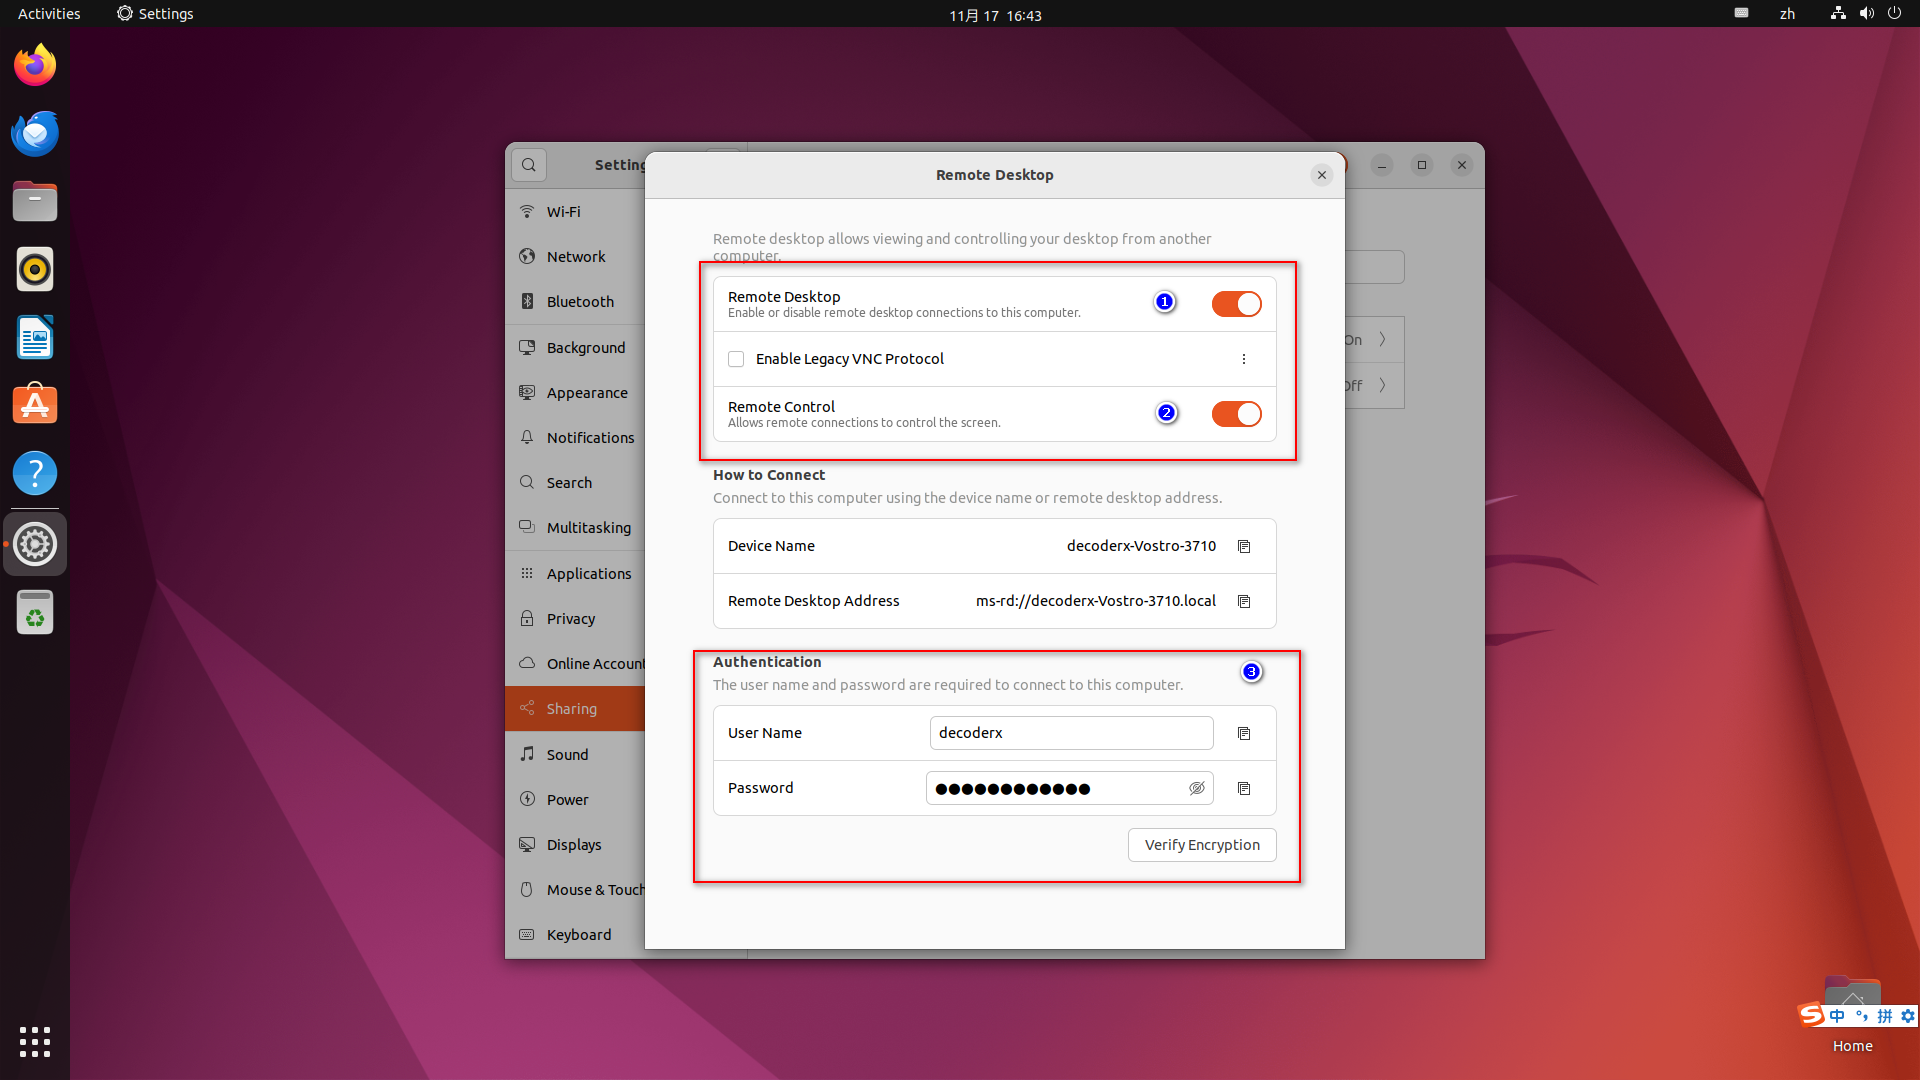 Activities
Settings
11月 17 16:43
zh
Settin
Wi-Fi
Network
Bluetooth
Background
Appearance
Notifications
Search
Multitasking
Applications
Privacy
Online Account
Sharing
Sound
Power
Displays
Mouse & Touch
Keyboard
On
Off
Remote Desktop
Remote desktop allows viewing and controlling your desktop from another
computer.
Remote Desktop
1
Enable or disable remote desktop connections to this computer.
Enable Legacy VNC Protocol
Remote Control
2
Allows remote connections to control the screen.
How to Connect
Connect to this computer using the device name or remote desktop address.
Device Name
decoderx-Vostro-3710
Remote Desktop Address
ms-rd://decoderx-Vostro-3710.local
Authentication
3
The user name and password are required to connect to this computer.
User Name
decoderx
Password
●●●●●●●●●●●●
Verify Encryption
S 中 °, 拼
Home